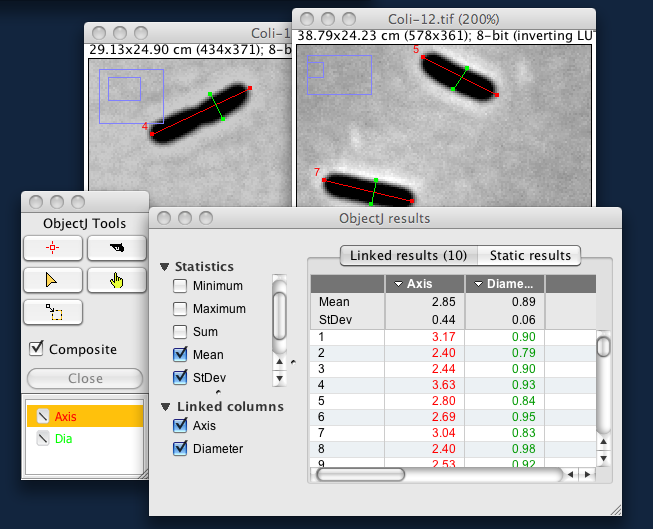 Coli-1
29.13x24.90 cm (434x371); 8-b
4
Coli-12.tif (200%)
38.79x24.23 cm (578x361); 8-bit (inverting LU
5
7
ObjectJ Tools
Composite
Close
Axis
Dia
ObjectJ results
Statistics
Minimum
Maximum
Sum
Mean
StDev
Linked columns
Axis
Diameter
Linked results (10) Static results
Axis Diame...
Mean 2.85 0.89
StDev 0.44 0.06
1 3.17 0.90
2 2.40 0.79
3 2.44 0.90
4 3.63 0.93
5 2.80 0.84
6 2.69 0.95
7 3.04 0.83
8 2.40 0.98
9 2.53 0.92